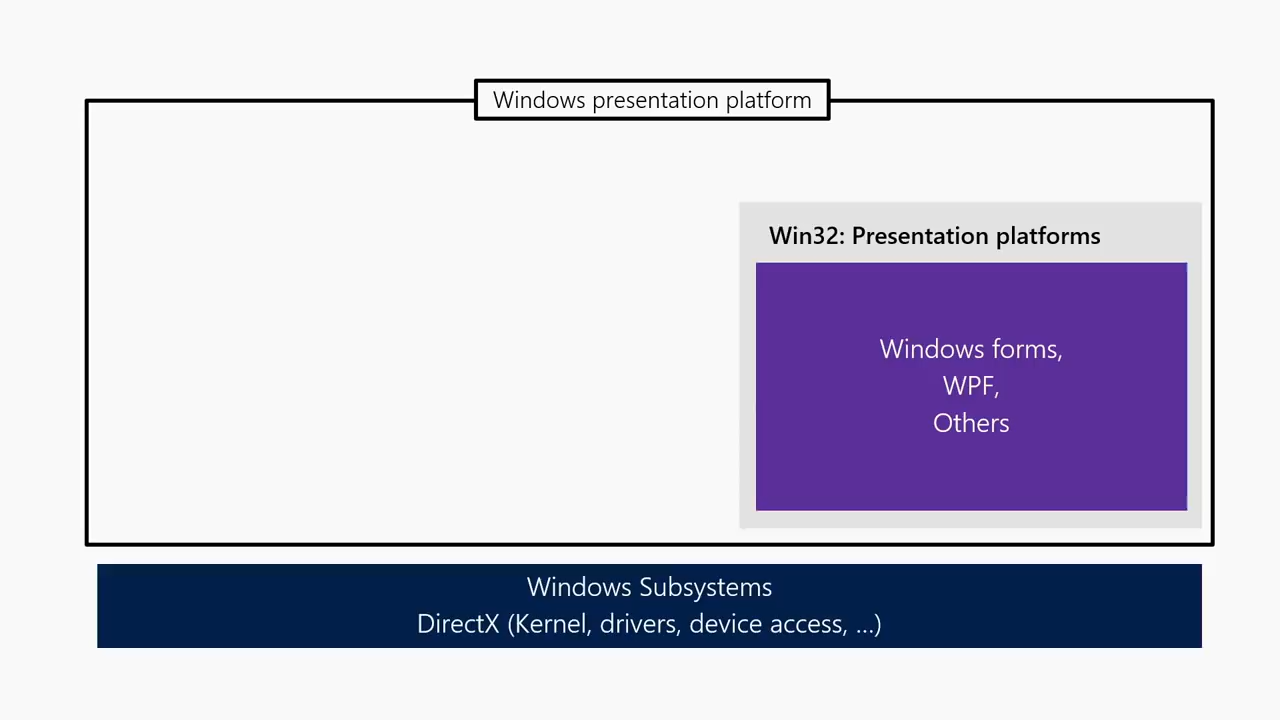 Windows presentation platform
Win32: Presentation platforms
Windows forms,
WPF,
Others
Windows Subsystems
DirectX (Kernel, drivers, device access, ...)